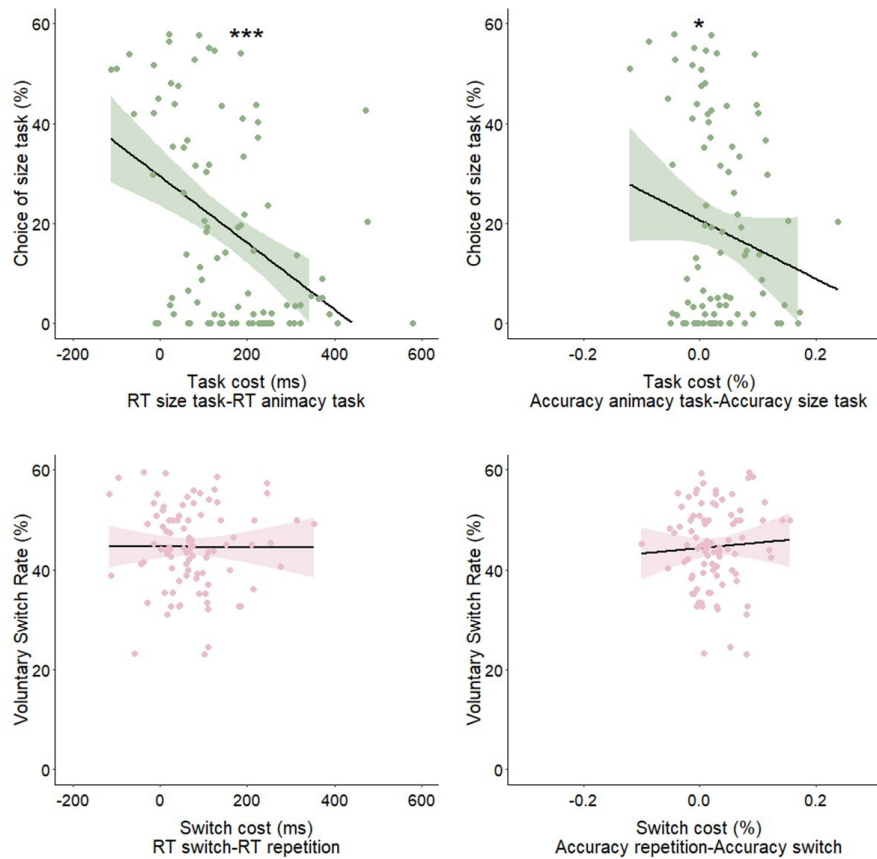 60
40
20
0
Choice of size task (%)
***
-200 0 200 400 600
Task cost (ms)
RT size task-RT animacy task
60
40
20
0
Choice of size task (%)
*
-0.2 0.0 0.2
Task cost (%)
Accuracy animacy task-Accuracy size task
60
40
20
0
Voluntary Switch Rate (%)
-200 0 200 400 600
Switch cost (ms)
RT switch-RT repetition
60
40
20
0
Voluntary Switch Rate (%)
-0.2 0.0 0.2
Switch cost (%)
Accuracy repetition-Accuracy switch